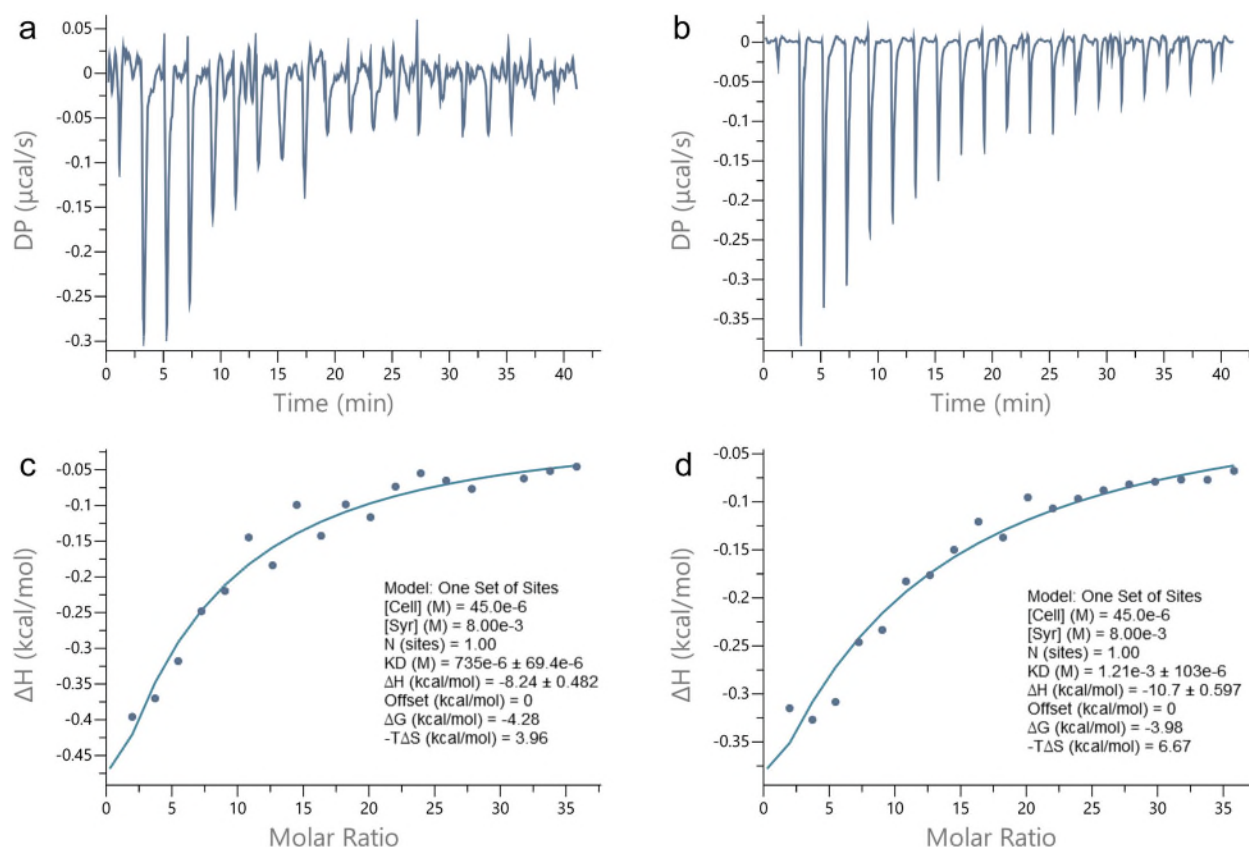 a
DP (µcal/s)
0.05
0
-0.05
-0.1
-0.15
-0.2
-0.25
-0.3
0 5 10 15 20 25 30 35 40
Time (min)
b
DP (µcal/s)
0
-0.05
-0.1
-0.15
-0.2
-0.25
-0.3
-0.35
0 5 10 15 20 25 30 35 40
Time (min)
c
ΔH (kcal/mol)
-0.05
-0.1
-0.15
-0.2
-0.25
-0.3
-0.35
-0.4
-0.45
Model: One Set of Sites
[Cell] (M) = 45.0e-6
[Syr] (M) = 8.00e-3
N (sites) = 1.00
KD (M) = 735e-6 ± 69.4e-6
ΔH (kcal/mol) = -8.24 ± 0.482
Offset (kcal/mol) = 0
ΔG (kcal/mol) = -4.28
-TΔS (kcal/mol) = 3.96
0 5 10 15 20 25 30 35
Molar Ratio
d
ΔH (kcal/mol)
-0.05
-0.1
-0.15
-0.2
-0.25
-0.3
-0.35
Model: One Set of Sites
[Cell] (M) = 45.0e-6
[Syr] (M) = 8.00e-3
N (sites) = 1.00
KD (M) = 1.21e-3 ± 103e-6
ΔH (kcal/mol) = -10.7 ± 0.597
Offset (kcal/mol) = 0
ΔG (kcal/mol) = -3.98
-TΔS (kcal/mol) = 6.67
0 5 10 15 20 25 30 35
Molar Ratio